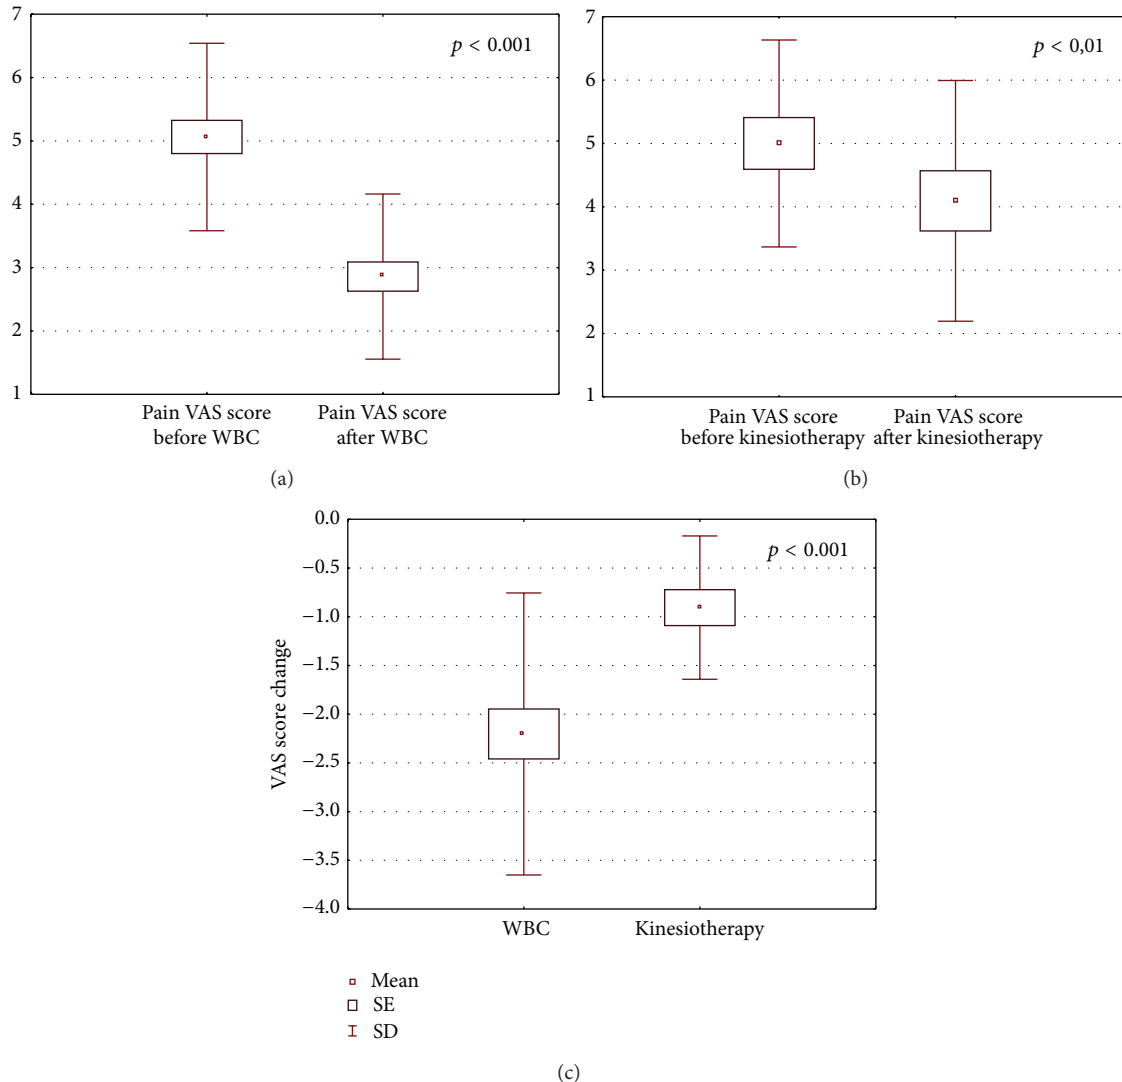 7
6
5
4
3
2
1
p < 0.001
Pain VAS score
before WBC
Pain VAS score
after WBC
(a)
7
6
5
4
3
2
1
p < 0,01
Pain VAS score
before kinesiotherapy
Pain VAS score
after kinesiotherapy
(b)
VAS score change
0.0
−0.5
−1.0
−1.5
−2.0
−2.5
−3.0
−3.5
−4.0
p < 0.001
WBC
Kinesiotherapy
Mean
SE
SD
(c)